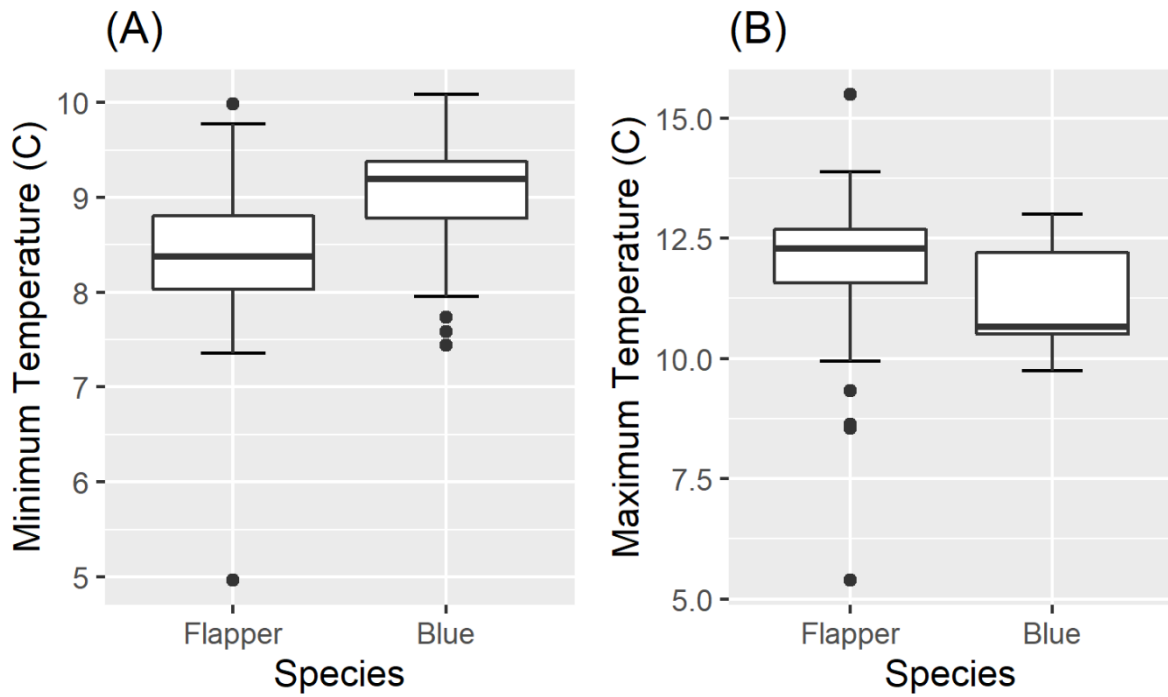 (A)
Minimum Temperature (C)
10
9
8
7
6
5
Flapper Blue
Species
(B)
Maximum Temperature (C)
15.0
12.5
10.0
7.5
5.0
Flapper Blue
Species